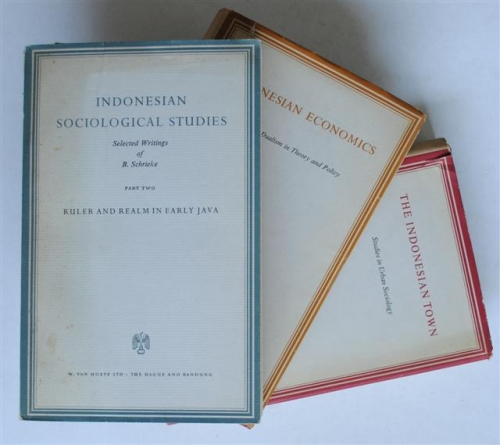 INDONESIAN
SOCIOLOGICAL STUDIES
Selected Writings
of
B. Schrieke
PART TWO
RULER AND REALM IN EARLY JAVA
W. VAN HOEVE LTD - THE HAGUE AND BANDUNG
NESIAN ECONOMICS
Dualism in Theory and Policy
THE INDONESIAN TOWN
Studies in Urban Sociology